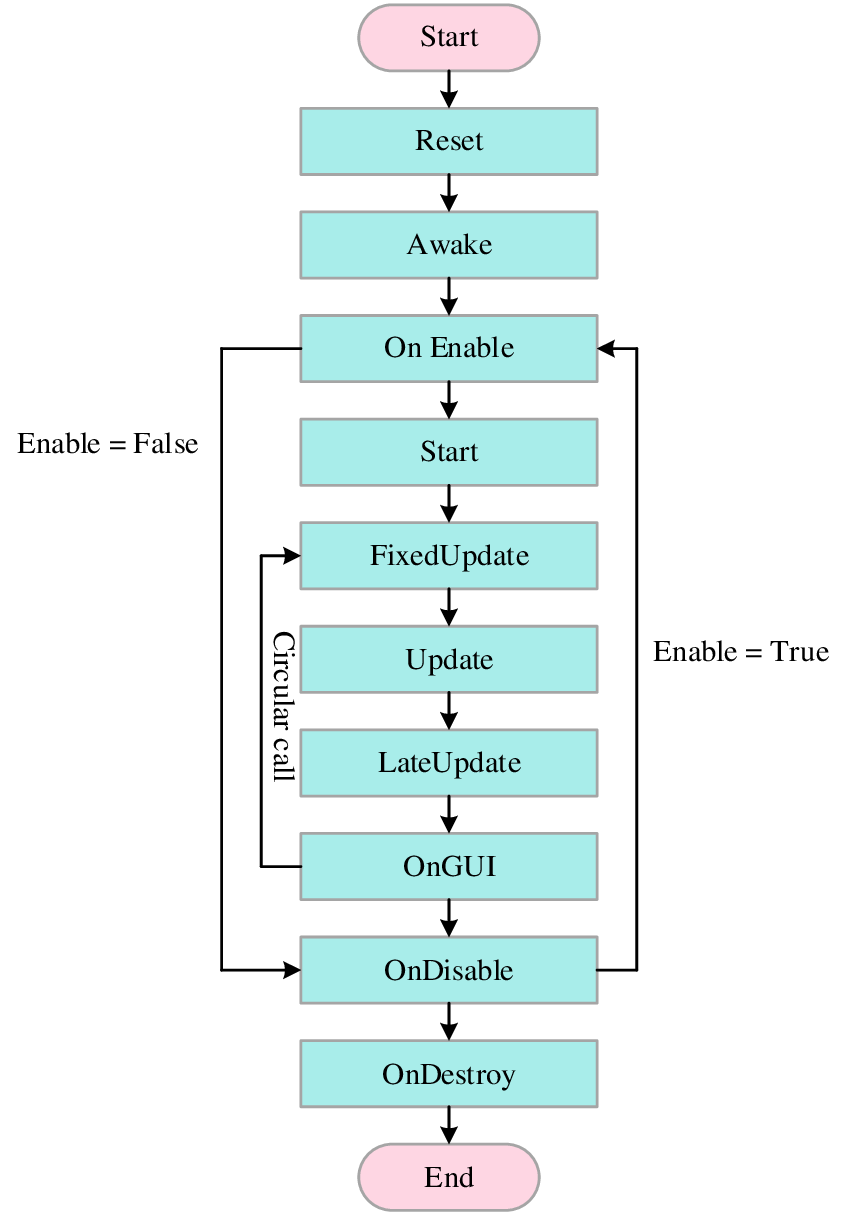 Start
Reset
Awake
On Enable
Enable = False
Start
FixedUpdate
Circular call
Update
Enable = True
LateUpdate
OnGUI
OnDisable
OnDestroy
End